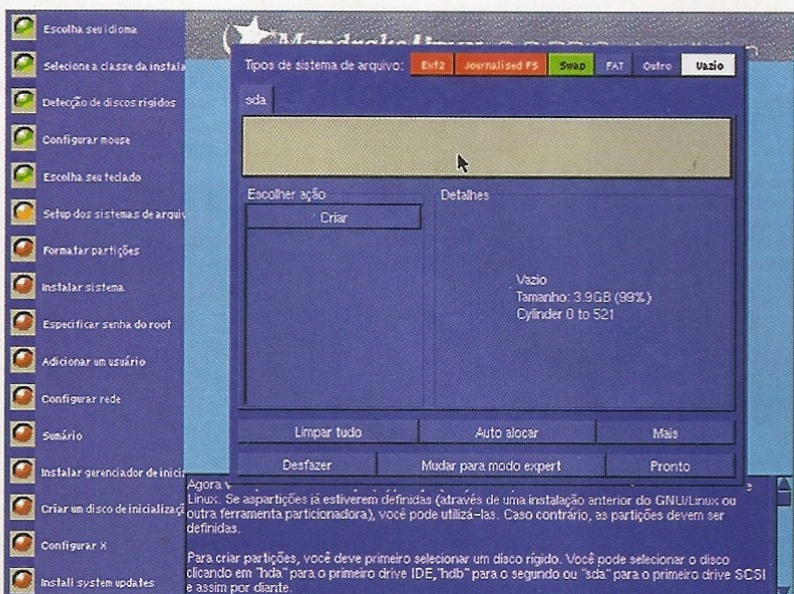 Escolha seu idioma
Selecione a classe da instala
Detecção de discos rígidos
Configurar mouse
Escolha seu teclado
Setup dos sistemas de arquiv
Formatar partições
Instalar sistema
Especificar senha do root
Adicionar um usuário
Configurar rede
Sumário
Instalar gerenciador de inici
Criar um disco de inicializaç
Configurar X
Install system updates
MandrakeLinux
Tipos de sistema de arquivo: Ext2 Journalised FS Swap FAT Outro Vazio
sda
Escolher ação
Criar
Detalhes
Vazio
Tamanho: 3.9GB (99%)
Cylinder 0 to 521
Limpar tudo Auto alocar Mais
Desfazer Mudar para modo expert Pronto
Agora
Linux. Se aspartições já estiverem definidas (através de uma instalação anterior do GNU/Linux ou
outra ferramenta particionadora), você pode utilizá-las. Caso contrário, as partições devem ser
definidas.
Para criar partições, você deve primeiro selecionar um disco rígido. Você pode selecionar o disco
clicando em "hda" para o primeiro drive IDE,"hdb" para o segundo ou "sda" para o primeiro drive SCSI
e assim por diante.